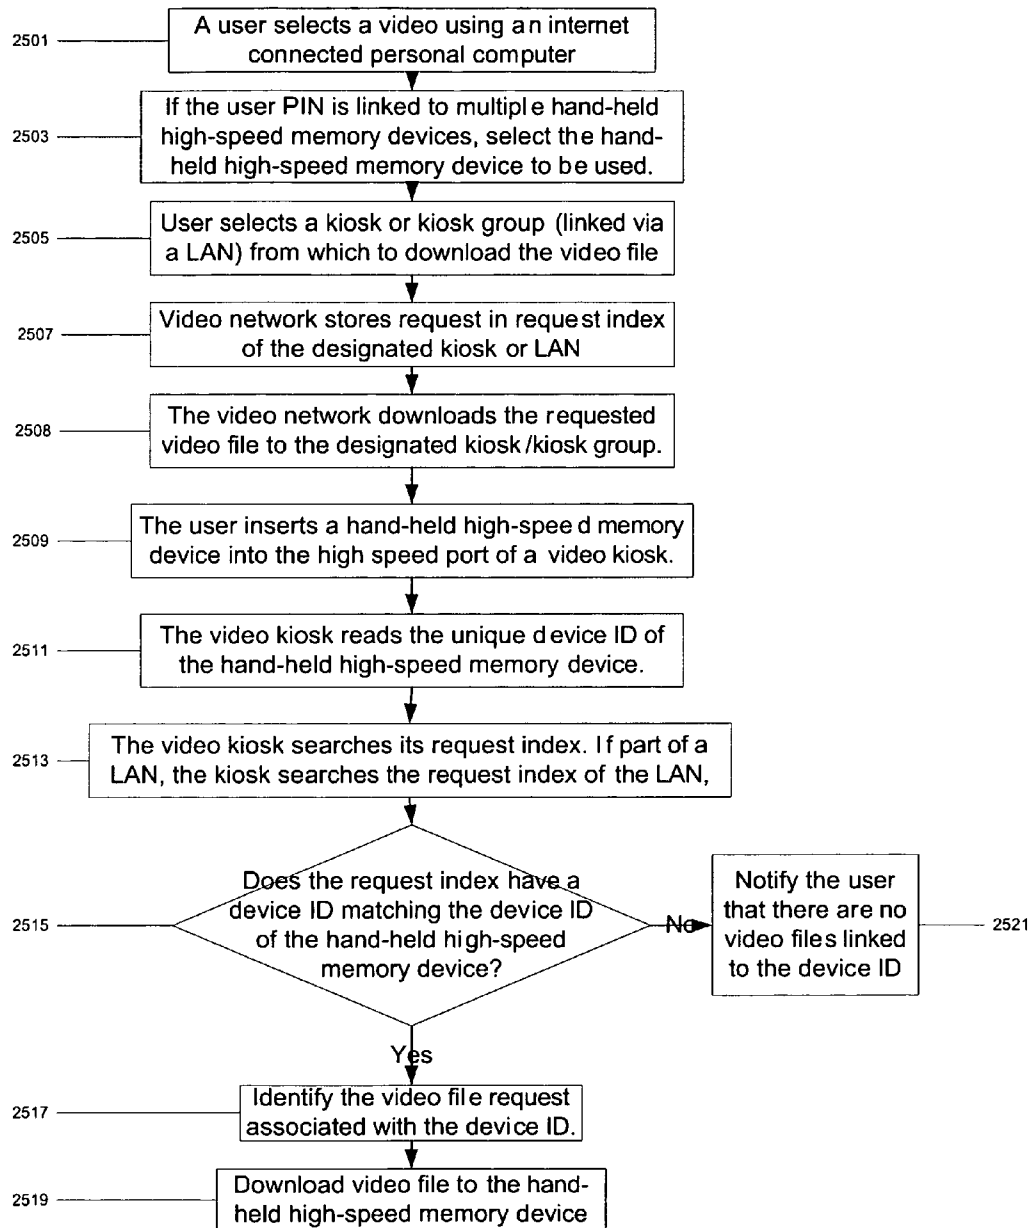 2501
A user selects a video using an internet
connected personal computer
2503
If the user PIN is linked to multiple hand-held
high-speed memory devices, select the hand-
held high-speed memory device to be used.
2505
User selects a kiosk or kiosk group (linked via
a LAN) from which to download the video file
2507
Video network stores request in request index
of the designated kiosk or LAN
2508
The video network downloads the requested
video file to the designated kiosk/kiosk group.
2509
The user inserts a hand-held high-speed memory
device into the high speed port of a video kiosk.
2511
The video kiosk reads the unique device ID of
the hand-held high-speed memory device.
2513
The video kiosk searches its request index. If part of a
LAN, the kiosk searches the request index of the LAN,
2515
Does the request index have a
device ID matching the device ID
of the hand-held high-speed
memory device?
No
Notify the user
that there are no
video files linked
to the device ID
2521
Yes
2517
Identify the video file request
associated with the device ID.
2519
Download video file to the hand-
held high-speed memory device